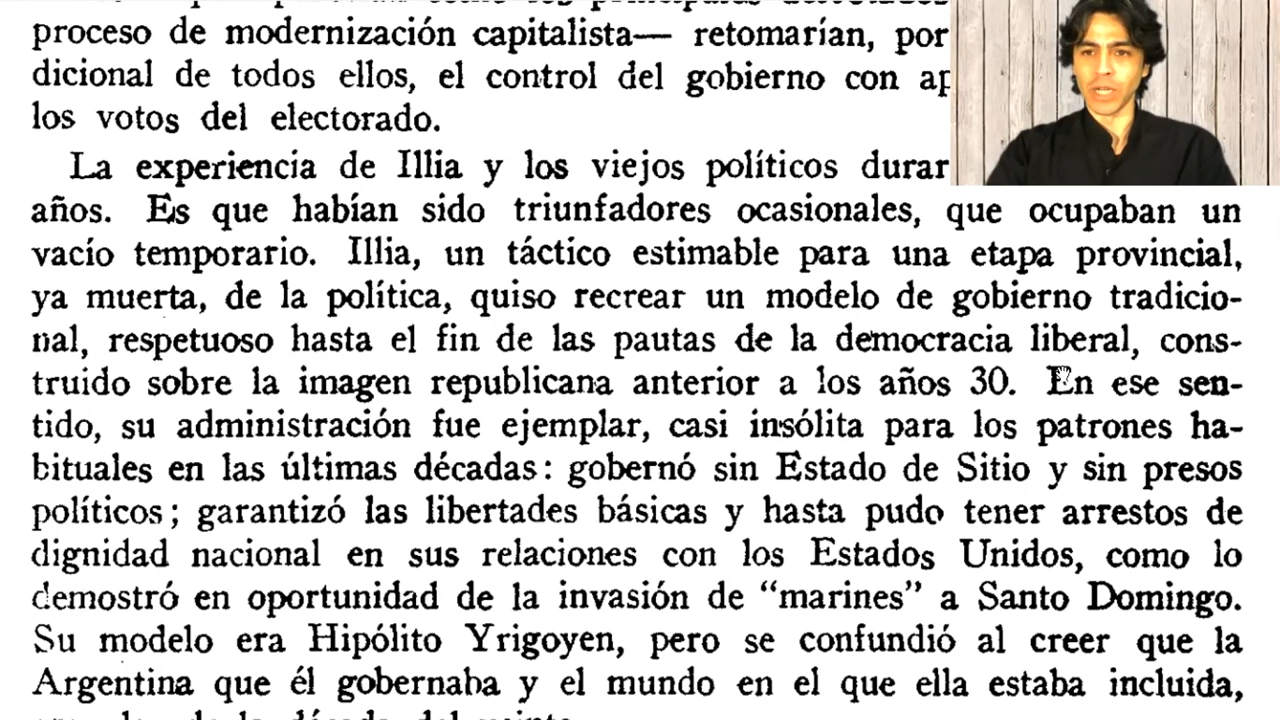 proceso de modernización capitalista— retomarían, por
dicional de todos ellos, el control del gobierno con
los votos del electorado.
La experiencia de Illia y los viejos políticos
años. Es que habían sido triunfadores ocasionales, que ocupaban un
vacío temporario. Illia, un táctico estimable para una etapa provincial,
ya muerta, de la política, quiso recrear un modelo de gobierno tradicio-
nal, respetuoso hasta el fin de las pautas de la democracia liberal, cons-
truido sobre la imagen republicana anterior a los años 30. En ese sen-
tido, su administración fue ejemplar, casi insólita para los patrones ha-
bituales en las últimas décadas: gobernó sin Estado de Sitio y sin presos
políticos; garantizó las libertades básicas y hasta pudo tener arrestos de
dignidad nacional en sus relaciones con los Estados Unidos, como lo
demostró en oportunidad de la invasión de “marines” a Santo Domingo.
Su modelo era Hipólito Yrigoyen, pero se confundió al creer que la
Argentina que él gobernaba y el mundo en el que ella estaba incluida,